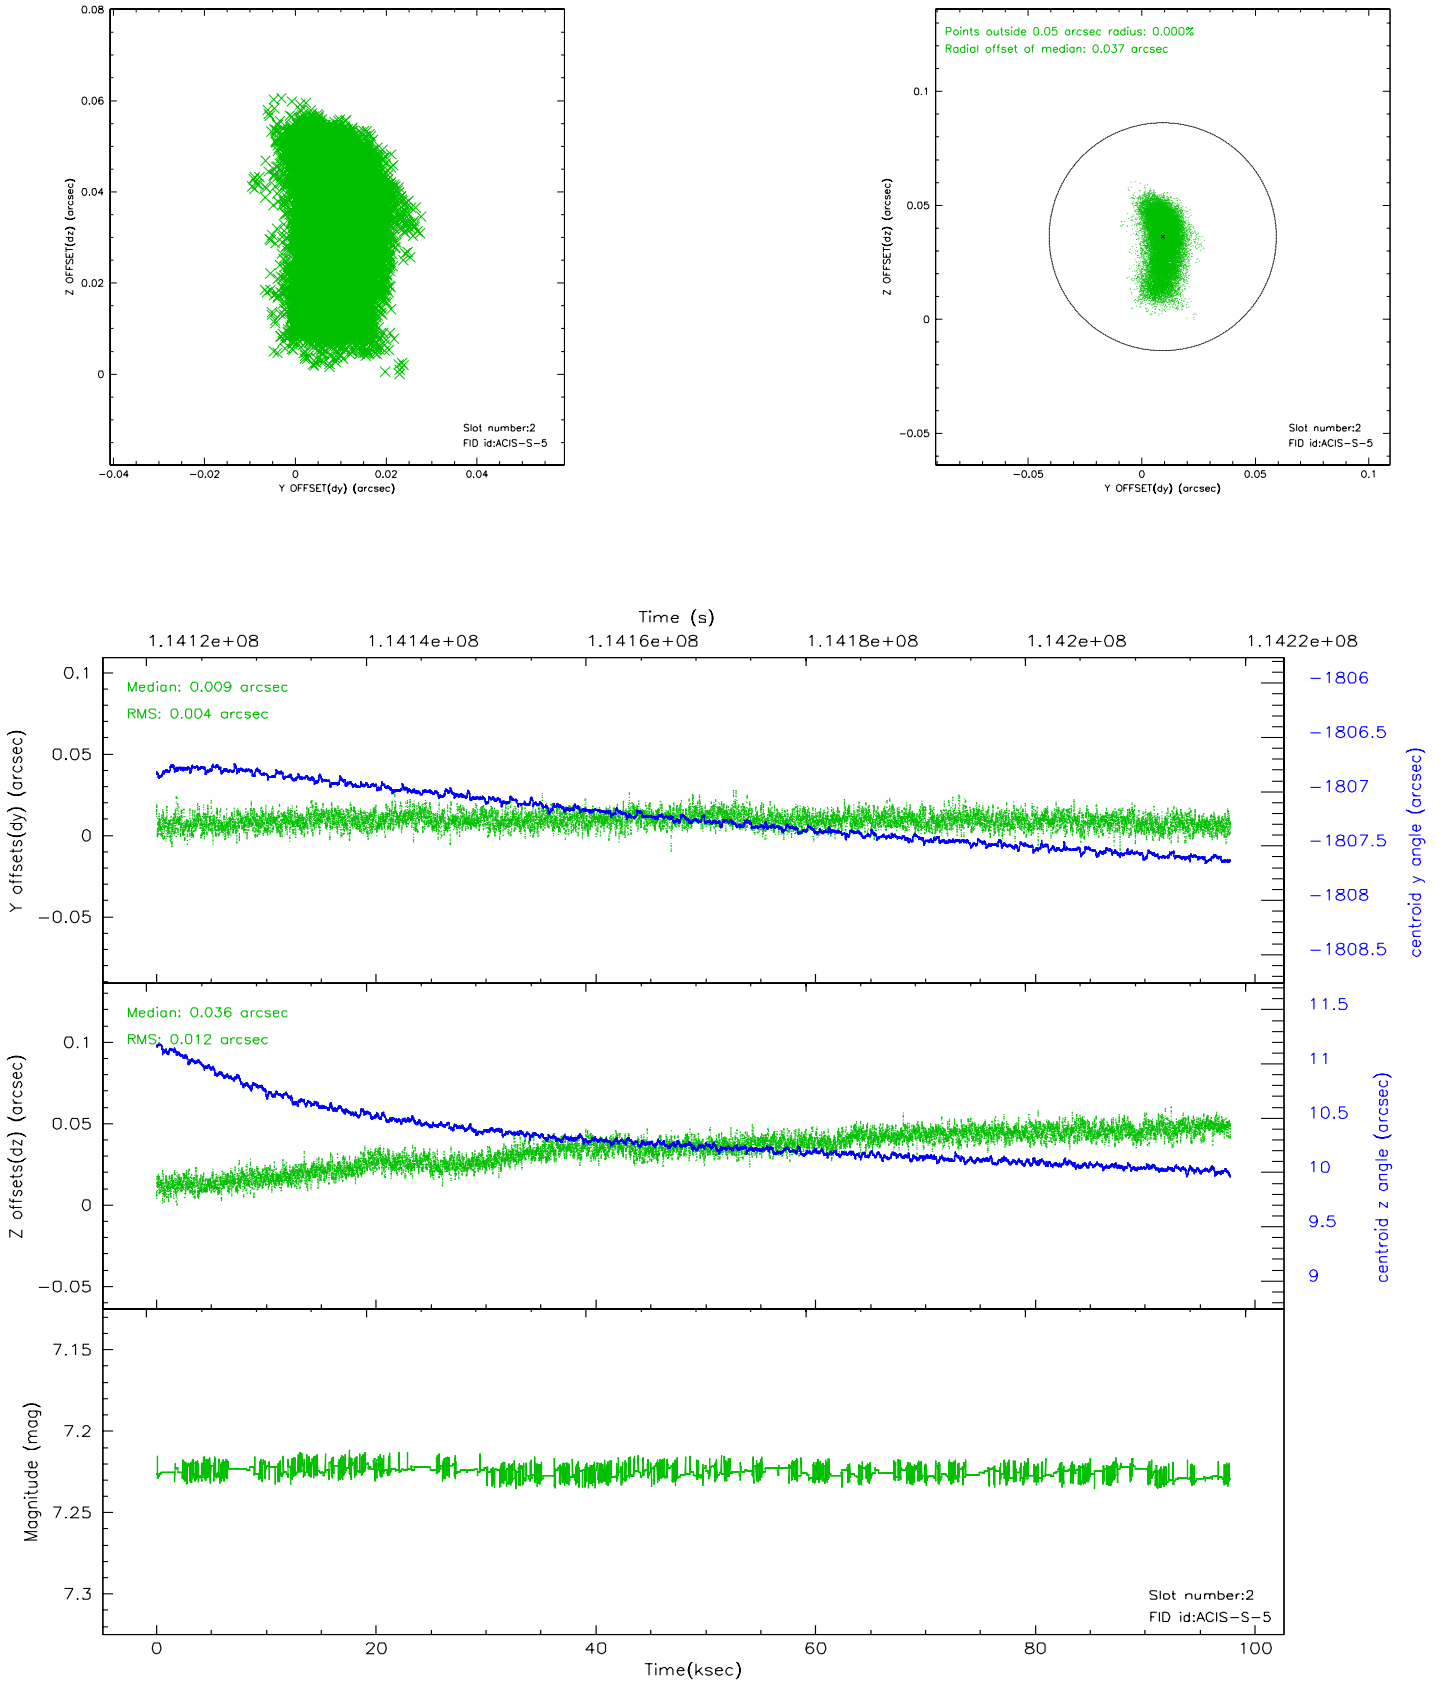 0.08
0.06
0.04
0.02
0
Z OFFSET(dz) (arcsec)
−0.04 −0.02 0 0.02 0.04
Y OFFSET(dy) (arcsec)
Slot number:2
FID id:ACIS−S−5
Points outside 0.05 arcsec radius: 0.000%
Radial offset of median: 0.037 arcsec
0.1
0.05
0
−0.05
Z OFFSET(dz) (arcsec)
−0.05 0 0.05 0.1
Y OFFSET(dy) (arcsec)
Slot number:2
FID id:ACIS−S−5
Time (s)
1.1412e+08 1.1414e+08 1.1416e+08 1.1418e+08 1.142e+08 1.1422e+08
Median: 0.009 arcsec
RMS: 0.004 arcsec
0.1
0.05
0
−0.05
Y offsets(dy) (arcsec)
−1806
−1806.5
−1807
−1807.5
−1808
−1808.5
centroid y angle (arcsec)
Median: 0.036 arcsec
RMS: 0.012 arcsec
0.1
0.05
0
−0.05
Z offsets(dz) (arcsec)
11.5
11
10.5
10
9.5
9
centroid z angle (arcsec)
7.15
7.2
7.25
7.3
Magnitude (mag)
Slot number:2
FID id:ACIS−S−5
0 20 40 60 80 100
Time(ksec)